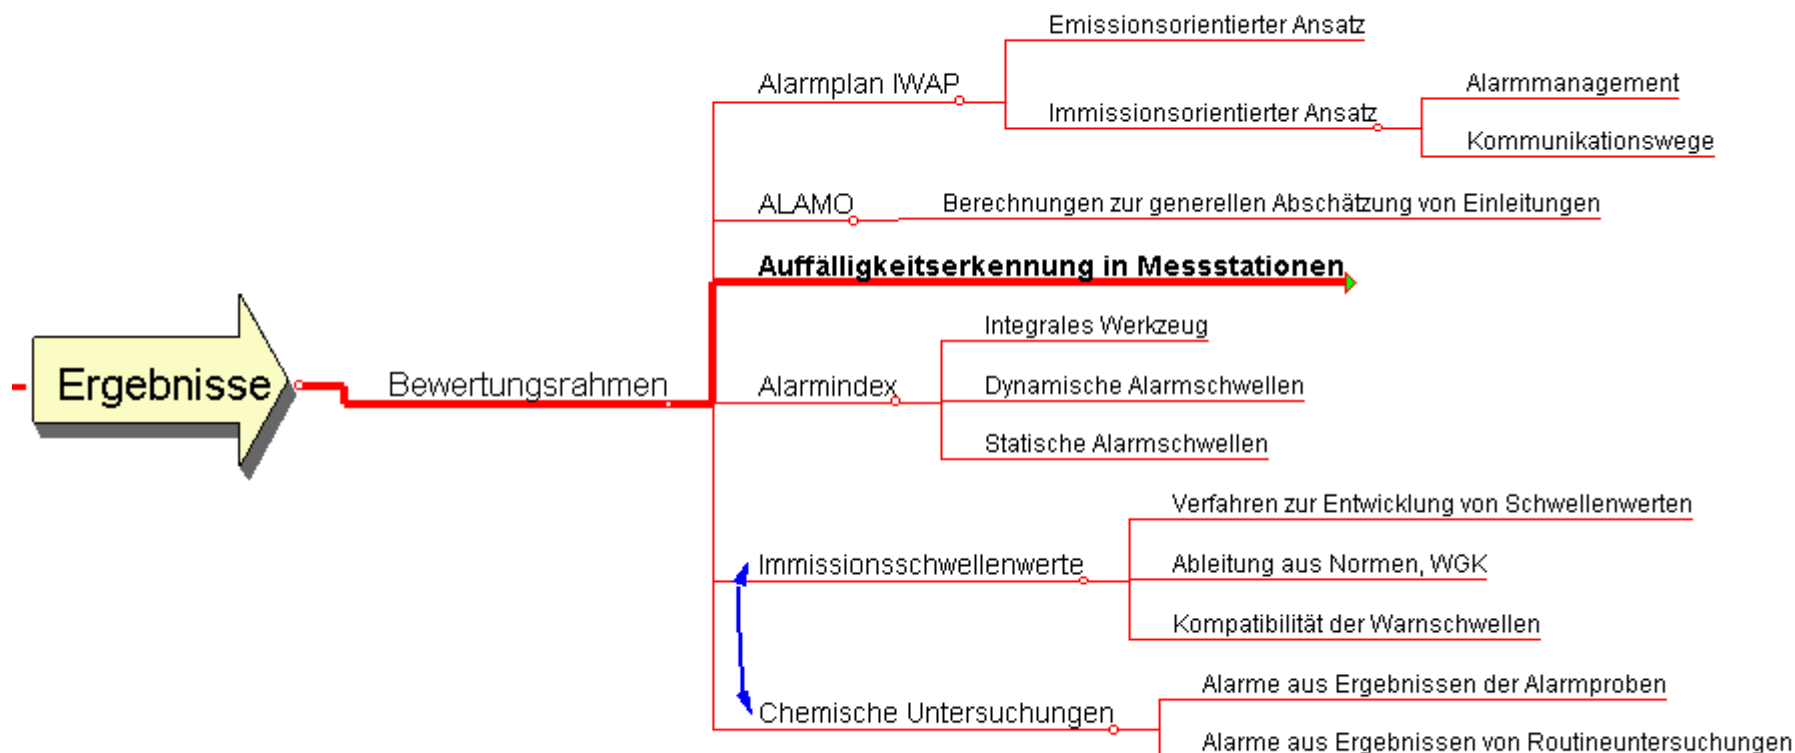 Ergebnisse
Bewertungsrahmen
Alarmplan IWAP
Emissionsorientierter Ansatz
Immissionsorientierter Ansatz
Alarmmanagement
Kommunikationswege
ALAMO
Berechnungen zur generellen Abschätzung von Einleitungen
Auffälligkeitserkennung in Messstationen
Alarmindex
Integrales Werkzeug
Dynamische Alarmschwellen
Statische Alarmschwellen
Immissionsschwellenwerte
Verfahren zur Entwicklung von Schwellenwerten
Ableitung aus Normen, WGK
Kompatibilität der Warnschwellen
Chemische Untersuchungen
Alarme aus Ergebnissen der Alarmproben
Alarme aus Ergebnissen von Routineuntersuchungen